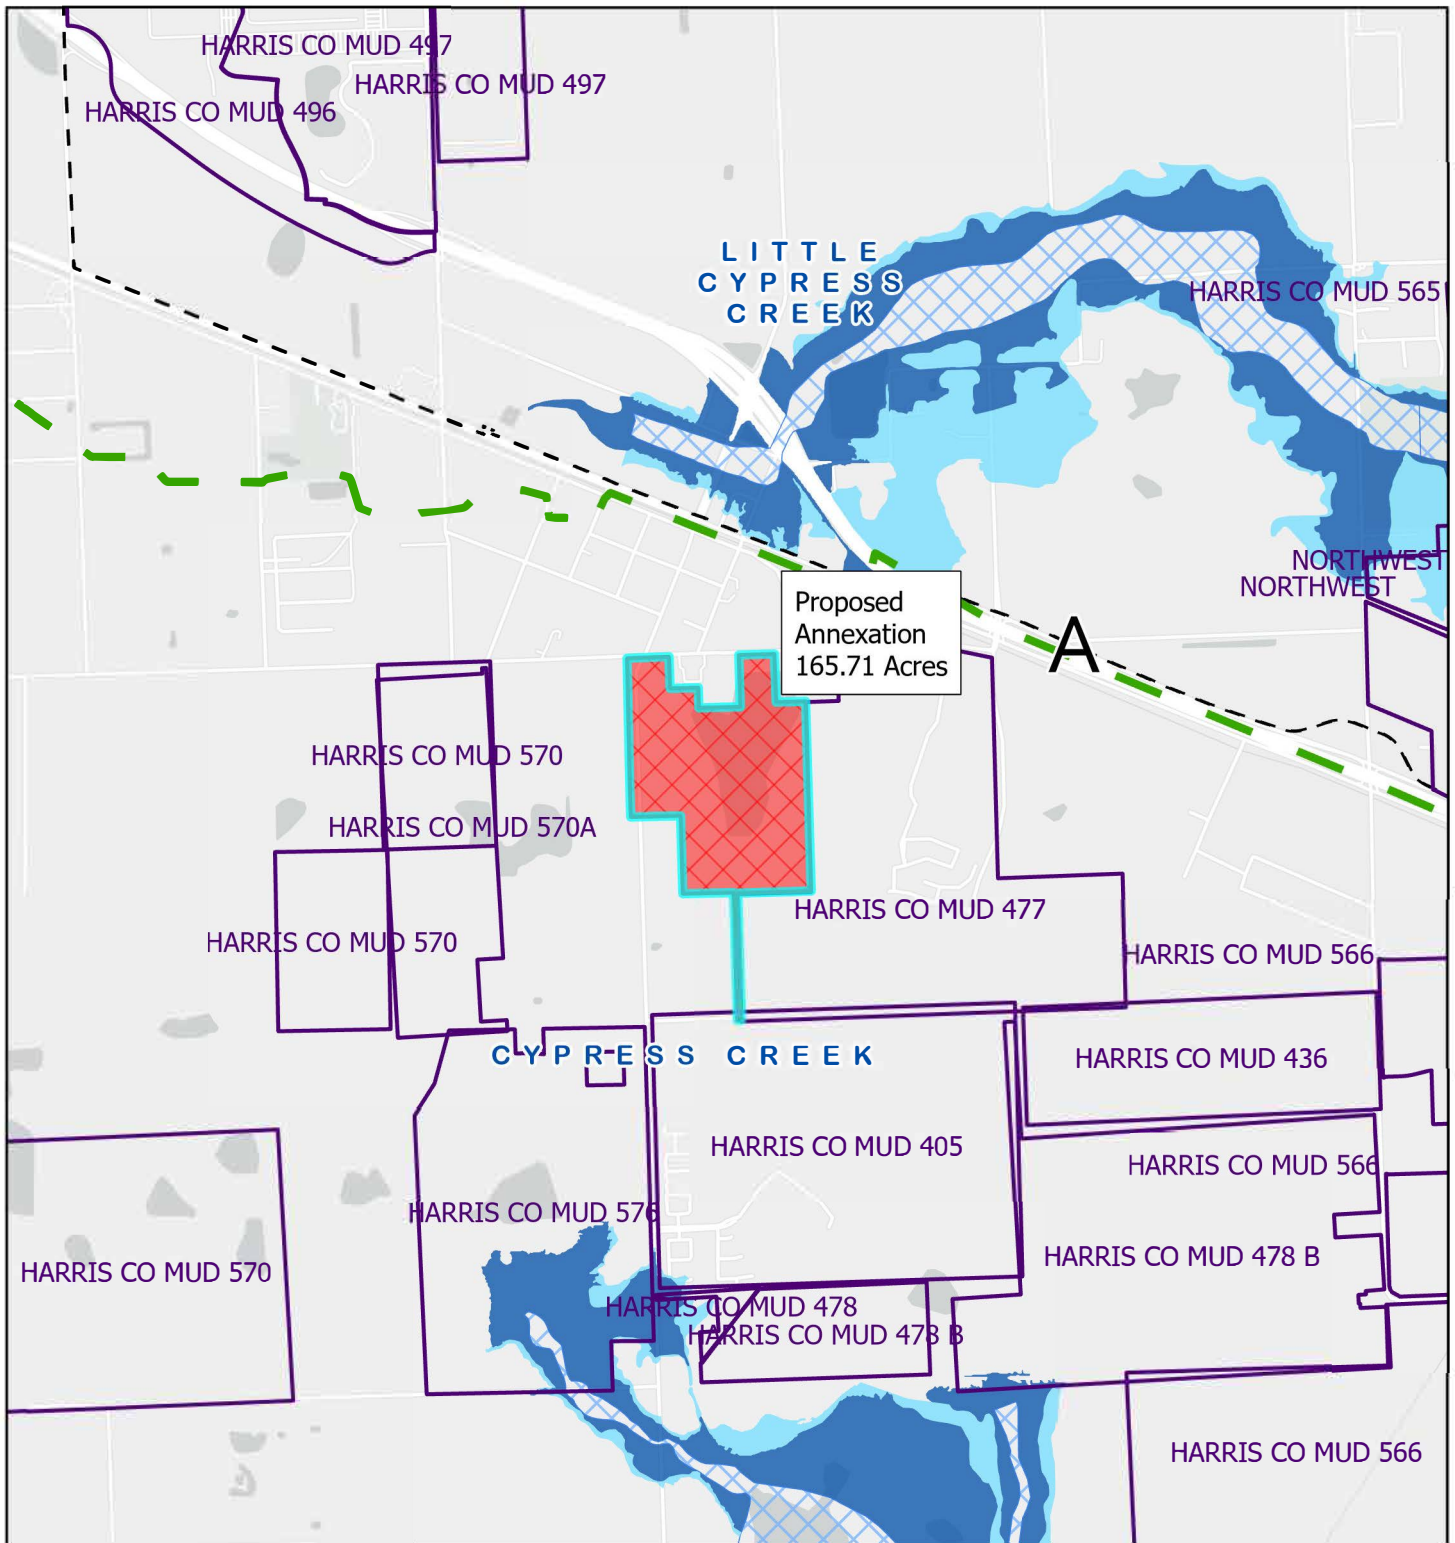 HARRIS CO MUD 497
HARRIS CO MUD 497
HARRIS CO MUD 496
LITTLE
CYPRESS
CREEK
HARRIS CO MUD 565
NORTHWEST
NORTHWEST
Proposed
Annexation
165.71 Acres
A
HARRIS CO MUD 570
HARRIS CO MUD 570A
HARRIS CO MUD 477
HARRIS CO MUD 570
HARRIS CO MUD 566
CYPRESS CREEK
HARRIS CO MUD 436
HARRIS CO MUD 405
HARRIS CO MUD 566
HARRIS CO MUD 576
HARRIS CO MUD 478 B
HARRIS CO MUD 570
HARRIS CO MUD 478
HARRIS CO MUD 478 B
HARRIS CO MUD 566